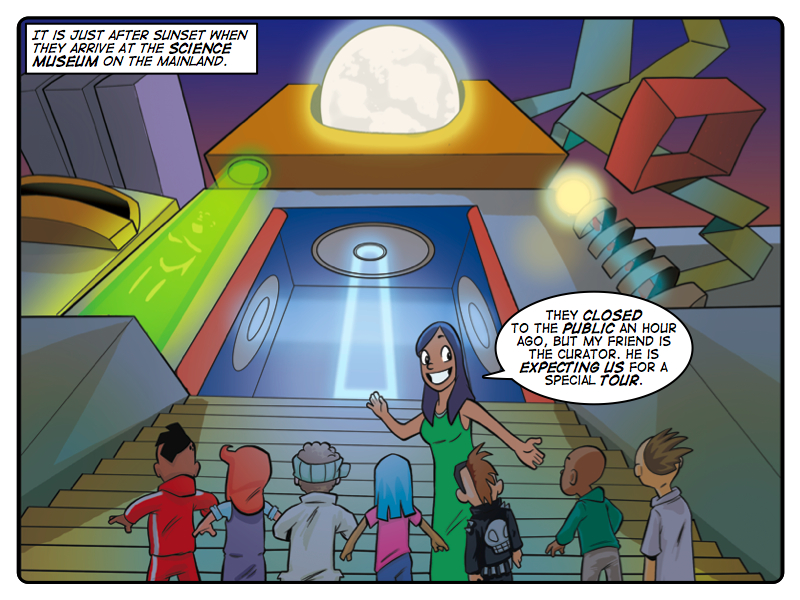 IT IS JUST AFTER SUNSET WHEN
THEY ARRIVE AT THE SCIENCE
MUSEUM ON THE MAINLAND.
THEY CLOSED
TO THE PUBLIC AN HOUR
AGO, BUT MY FRIEND IS
THE CURATOR. HE IS
EXPECTING US FOR A
SPECIAL TOUR.